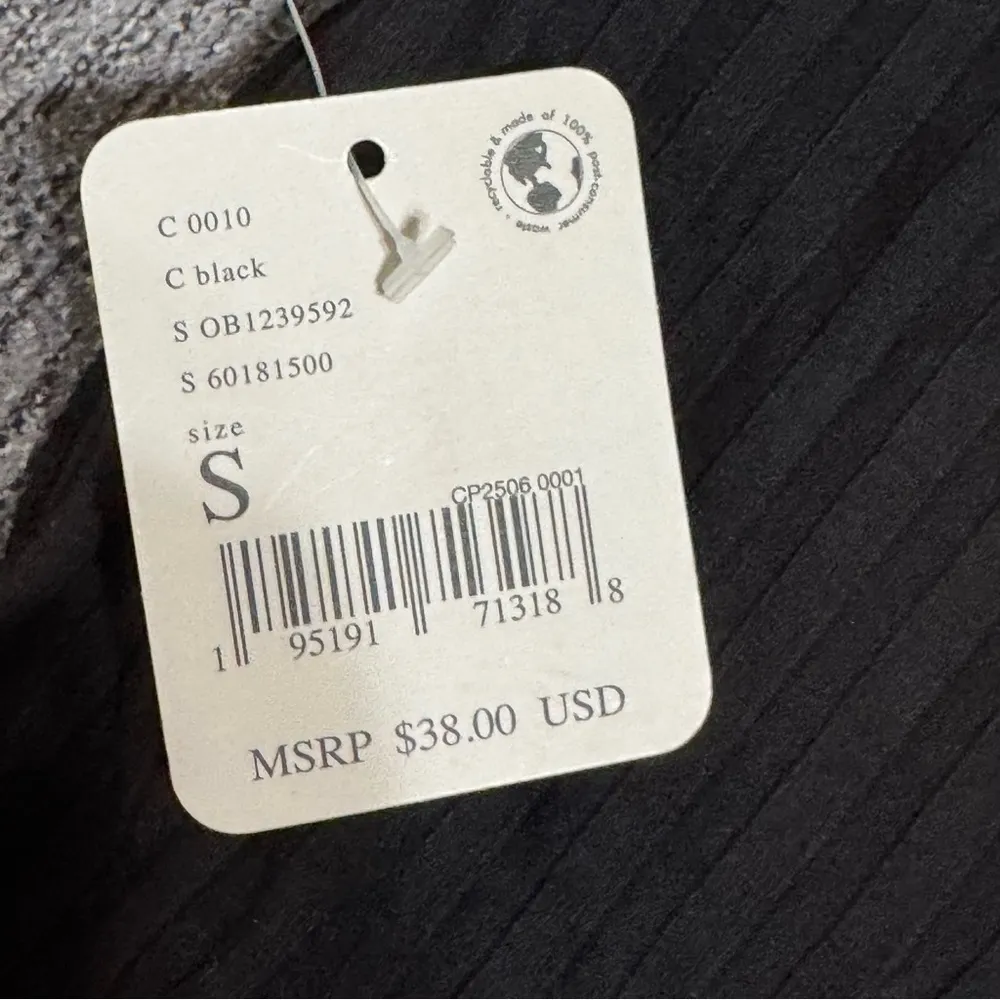 recyclable & made of 100% post-consumer waste
C 0010
C black
S OB1239592
S 60181500
size
S
CP2506 0001
1 95191 71318 8
MSRP $38.00 USD